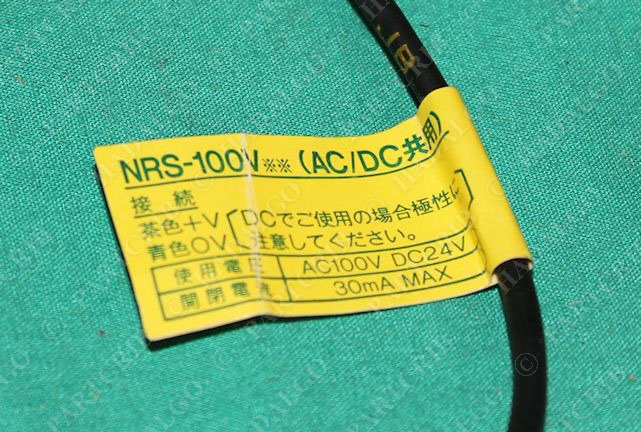 NRS-100V※※ (AC/DC共用)
接続
茶色+V 「DCでご使用の場合極性に
青色0V 注意してください。
使用電圧 AC100V DC24V
開閉電流 30mA MAX